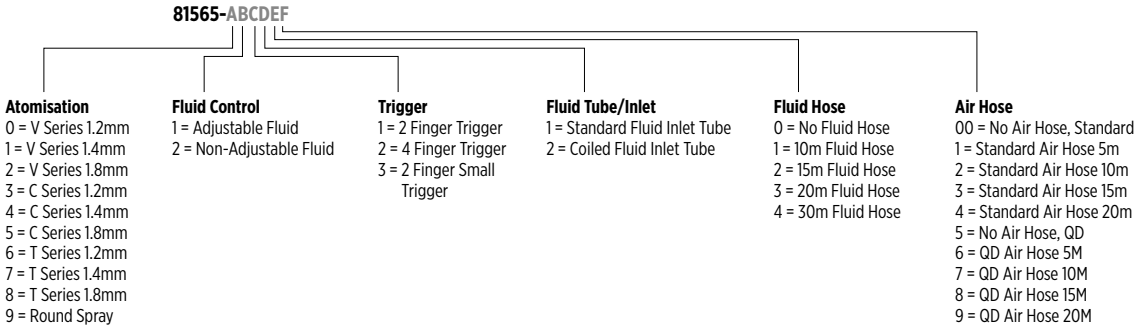 81565-ABCDEF
Atomisation
0 = V Series 1.2mm
1 = V Series 1.4mm
2 = V Series 1.8mm
3 = C Series 1.2mm
4 = C Series 1.4mm
5 = C Series 1.8mm
6 = T Series 1.2mm
7 = T Series 1.4mm
8 = T Series 1.8mm
9 = Round Spray
Fluid Control
1 = Adjustable Fluid
2 = Non-Adjustable Fluid
Trigger
1 = 2 Finger Trigger
2 = 4 Finger Trigger
3 = 2 Finger Small
Trigger
Fluid Tube/Inlet
1 = Standard Fluid Inlet Tube
2 = Coiled Fluid Inlet Tube
Fluid Hose
0 = No Fluid Hose
1 = 10m Fluid Hose
2 = 15m Fluid Hose
3 = 20m Fluid Hose
4 = 30m Fluid Hose
Air Hose
00 = No Air Hose, Standard
1 = Standard Air Hose 5m
2 = Standard Air Hose 10m
3 = Standard Air Hose 15m
4 = Standard Air Hose 20m
5 = No Air Hose, QD
6 = QD Air Hose 5M
7 = QD Air Hose 10M
8 = QD Air Hose 15M
9 = QD Air Hose 20M